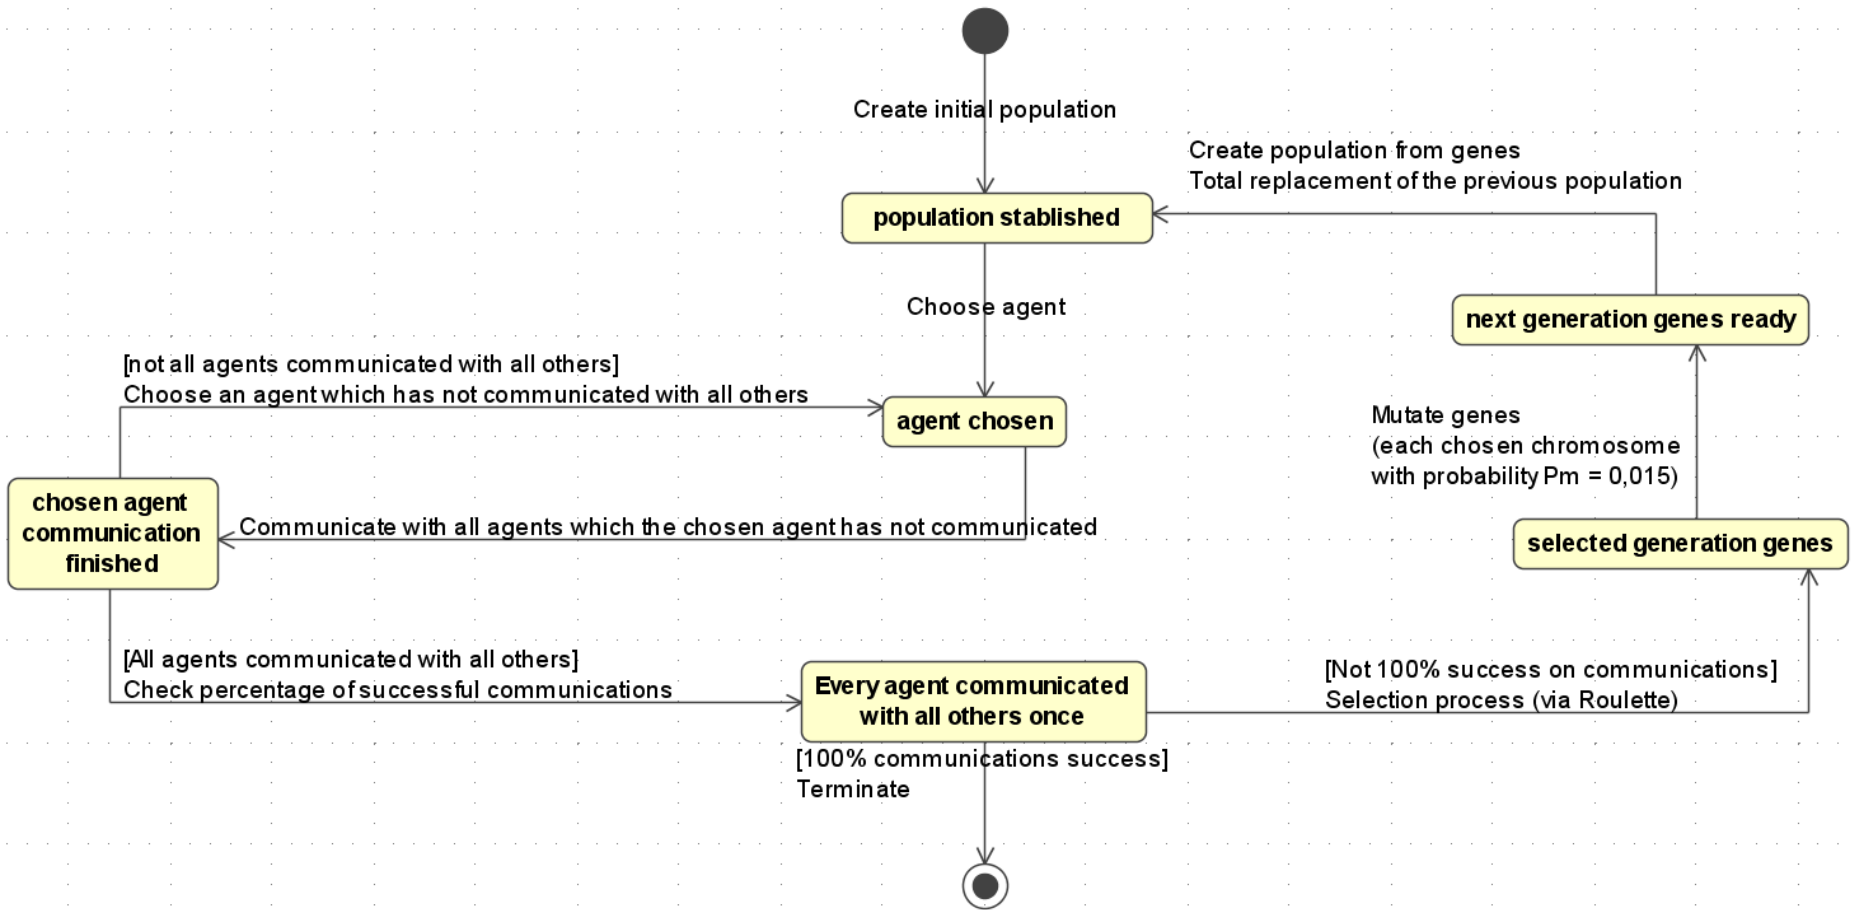 Create initial population
Create population from genes
Total replacement of the previous population
population stablished
Choose agent
next generation genes ready
[not all agents communicated with all others]
Choose an agent which has not communicated with all others
agent chosen
Mutate genes
(each chosen chromosome
with probability Pm = 0,015)
chosen agent
communication
finished
Communicate with all agents which the chosen agent has not communicated
selected generation genes
[All agents communicated with all others]
Check percentage of successful communications
Every agent communicated
with all others once
[Not 100% success on communications]
Selection process (via Roulette)
[100% communications success]
Terminate